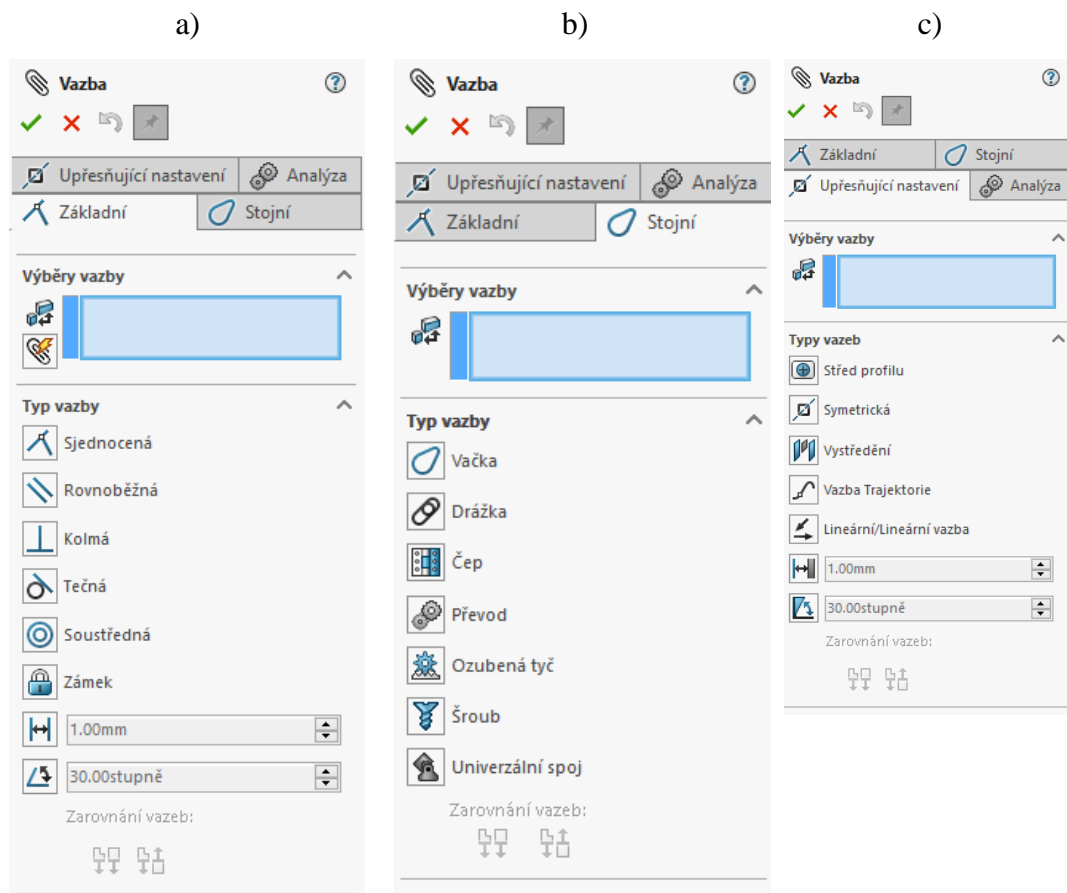 a)
Vazba
Upřesňující nastavení
Analýza
Základní
Stojní
Výběry vazby
Typ vazby
Sjednocená
Rovnoběžná
Kolmá
Tečná
Soustředná
Zámek
1.00mm
30.00stupně
Zarovnání vazeb:
b)
Vazba
Upřesňující nastavení
Analýza
Základní
Stojní
Výběry vazby
Typ vazby
Vačka
Drážka
Čep
Převod
Ozubená tyč
Šroub
Univerzální spoj
Zarovnání vazeb:
c)
Vazba
Základní
Stojní
Upřesňující nastavení
Analýza
Výběry vazby
Typy vazeb
Střed profilu
Symetrická
Vystředění
Vazba Trajektorie
Lineární/Lineární vazba
1.00mm
30.00stupně
Zarovnání vazeb: